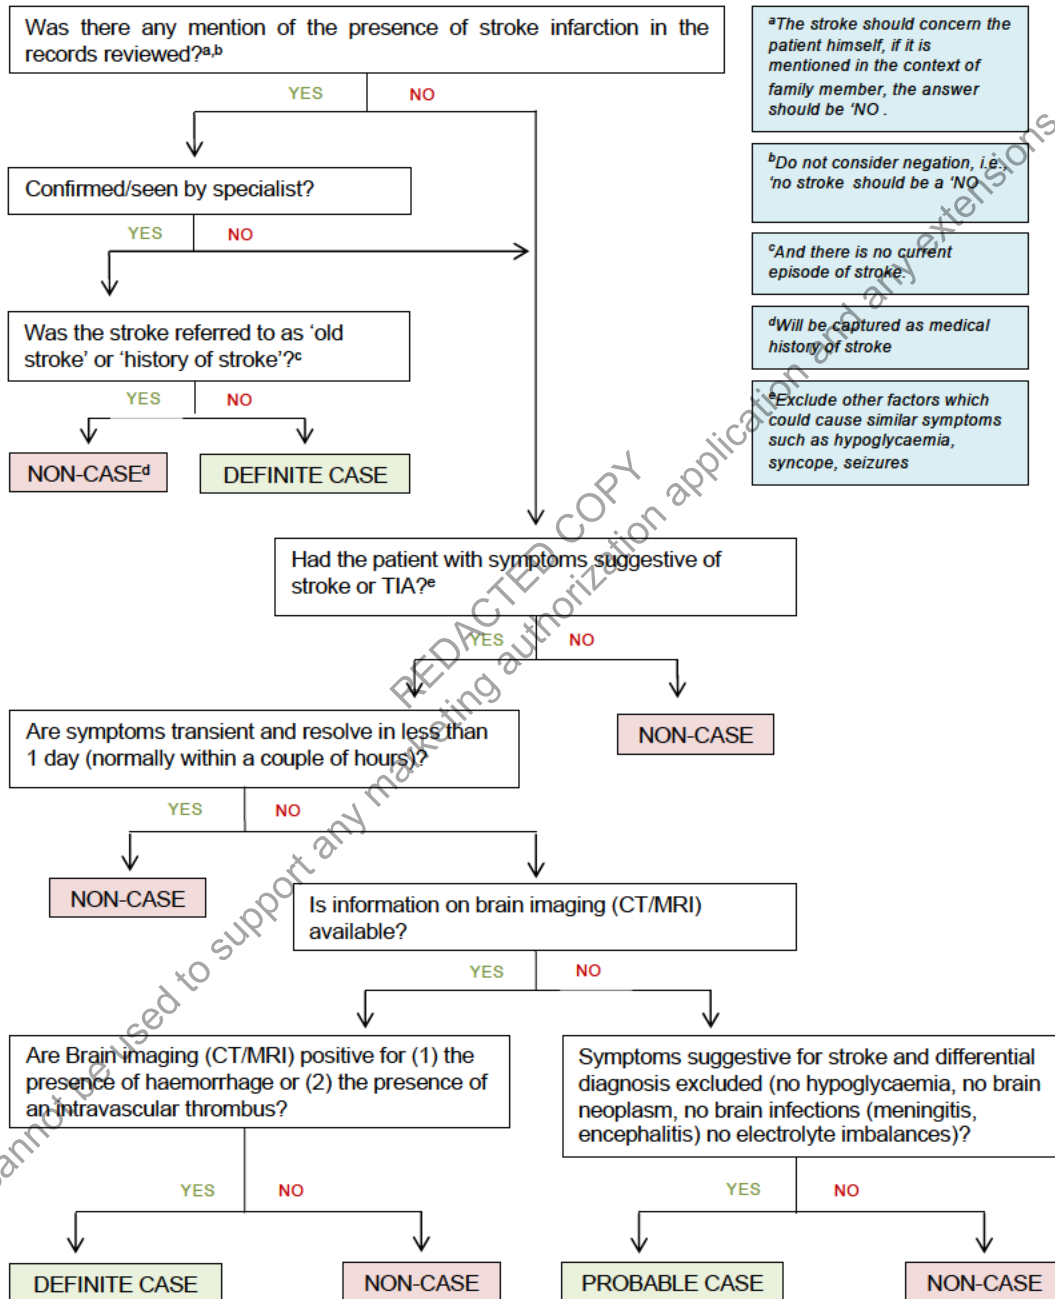 Was there any mention of the presence of stroke infarction in the
records reviewed?a,b
YES NO
Confirmed/seen by specialist?
YES NO
Was the stroke referred to as ‘old
stroke’ or ‘history of stroke’?c
YES NO
NON-CASEd DEFINITE CASE
aThe stroke should concern the
patient himself, if it is
mentioned in the context of
family member, the answer
should be ‘NO .
bDo not consider negation, i.e.,
‘no stroke should be a ‘NO
cAnd there is no current
episode of stroke.
dWill be captured as medical
history of stroke
eExclude other factors which
could cause similar symptoms
such as hypoglycaemia,
syncope, seizures
Had the patient with symptoms suggestive of
stroke or TIA?e
YES NO
Are symptoms transient and resolve in less than
1 day (normally within a couple of hours)?
NON-CASE
YES NO
NON-CASE
Is information on brain imaging (CT/MRI)
available?
YES NO
Are Brain imaging (CT/MRI) positive for (1) the
presence of haemorrhage or (2) the presence of
an intravascular thrombus?
Symptoms suggestive for stroke and differential
diagnosis excluded (no hypoglycaemia, no brain
neoplasm, no brain infections (meningitis,
encephalitis) no electrolyte imbalances)?
YES NO
YES NO
DEFINITE CASE NON-CASE PROBABLE CASE NON-CASE
REDACTED COPY
cannot be used to support any marketing authorization application and any extensions